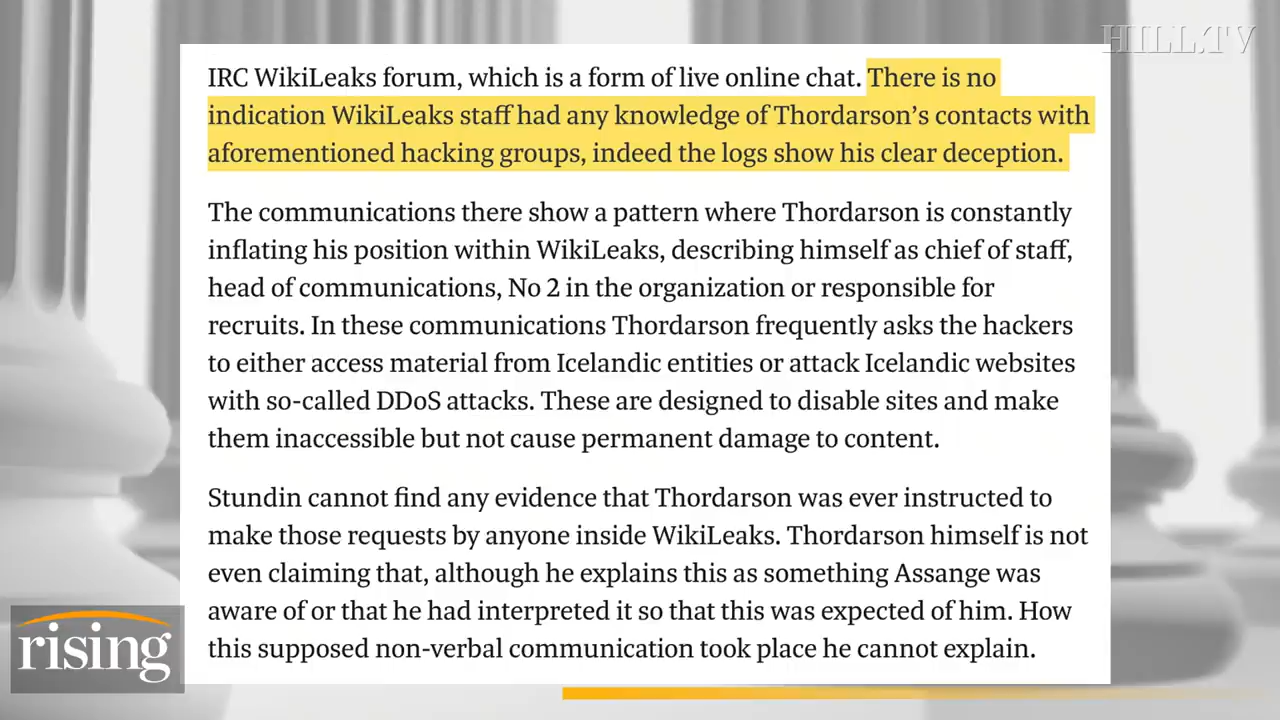 HILL.TV
IRC WikiLeaks forum, which is a form of live online chat. There is no
indication WikiLeaks staff had any knowledge of Thordarson’s contacts with
aforementioned hacking groups, indeed the logs show his clear deception.
The communications there show a pattern where Thordarson is constantly
inflating his position within WikiLeaks, describing himself as chief of staff,
head of communications, No 2 in the organization or responsible for
recruits. In these communications Thordarson frequently asks the hackers
to either access material from Icelandic entities or attack Icelandic websites
with so-called DDoS attacks. These are designed to disable sites and make
them inaccessible but not cause permanent damage to content.
Stundin cannot find any evidence that Thordarson was ever instructed to
make those requests by anyone inside WikiLeaks. Thordarson himself is not
even claiming that, although he explains this as something Assange was
aware of or that he had interpreted it so that this was expected of him. How
this supposed non-verbal communication took place he cannot explain.
rising